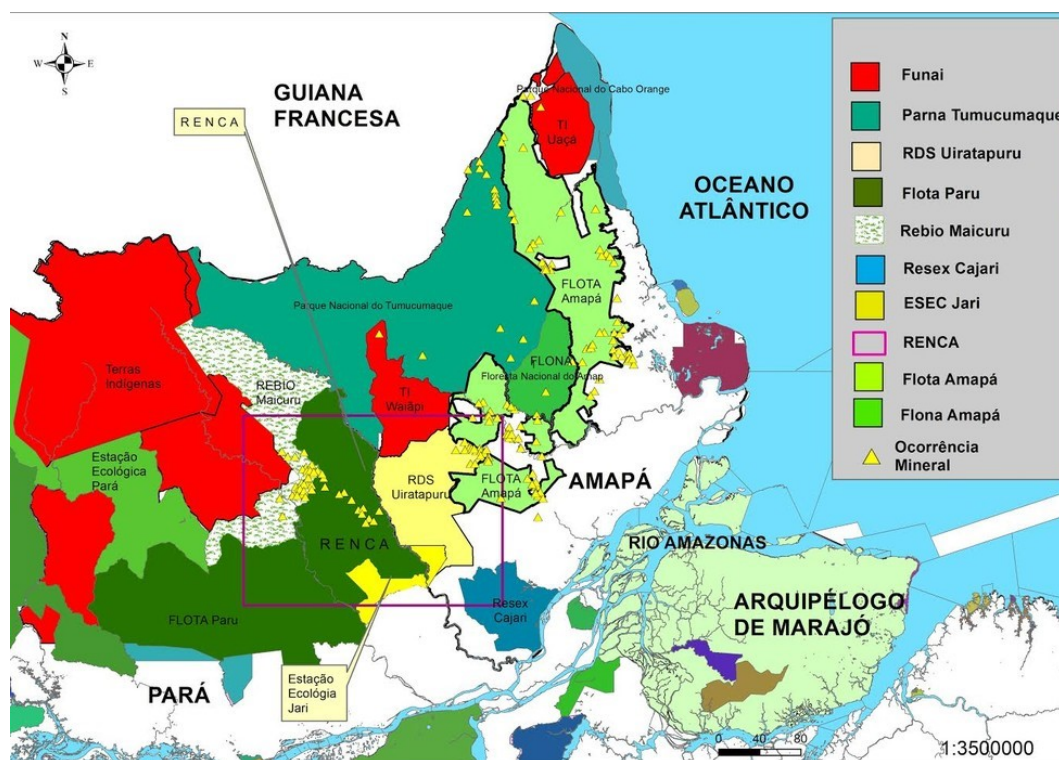 N
W E
S
GUIANA
FRANCESA
RENCA
Parque Nacional do Cabo Orange
TI
Uaçá
OCEANO
ATLÂNTICO
FLOTA
Amapá
Parque Nacional do Tumucumaque
FLONA
Floresta Nacional do Amap
Terras
Indígenas
REBIO
Maicuru
TI
Waiãpi
Estação
Ecológica
Pará
RDS
Uiratapuru
FLOTA
Amapá
AMAPÁ
RENCA
RIO AMAZONAS
Resex
Cajari
FLOTA Paru
ARQUIPÉLOGO
DE MARAJÓ
Estação
Ecológia
Jari
PARÁ
0 40 80
1:3500000
Funai
Parna Tumucumaque
RDS Uiratapuru
Flota Paru
Rebio Maicuru
Resex Cajari
ESEC Jari
RENCA
Flota Amapá
Flona Amapá
Ocorrência
Mineral